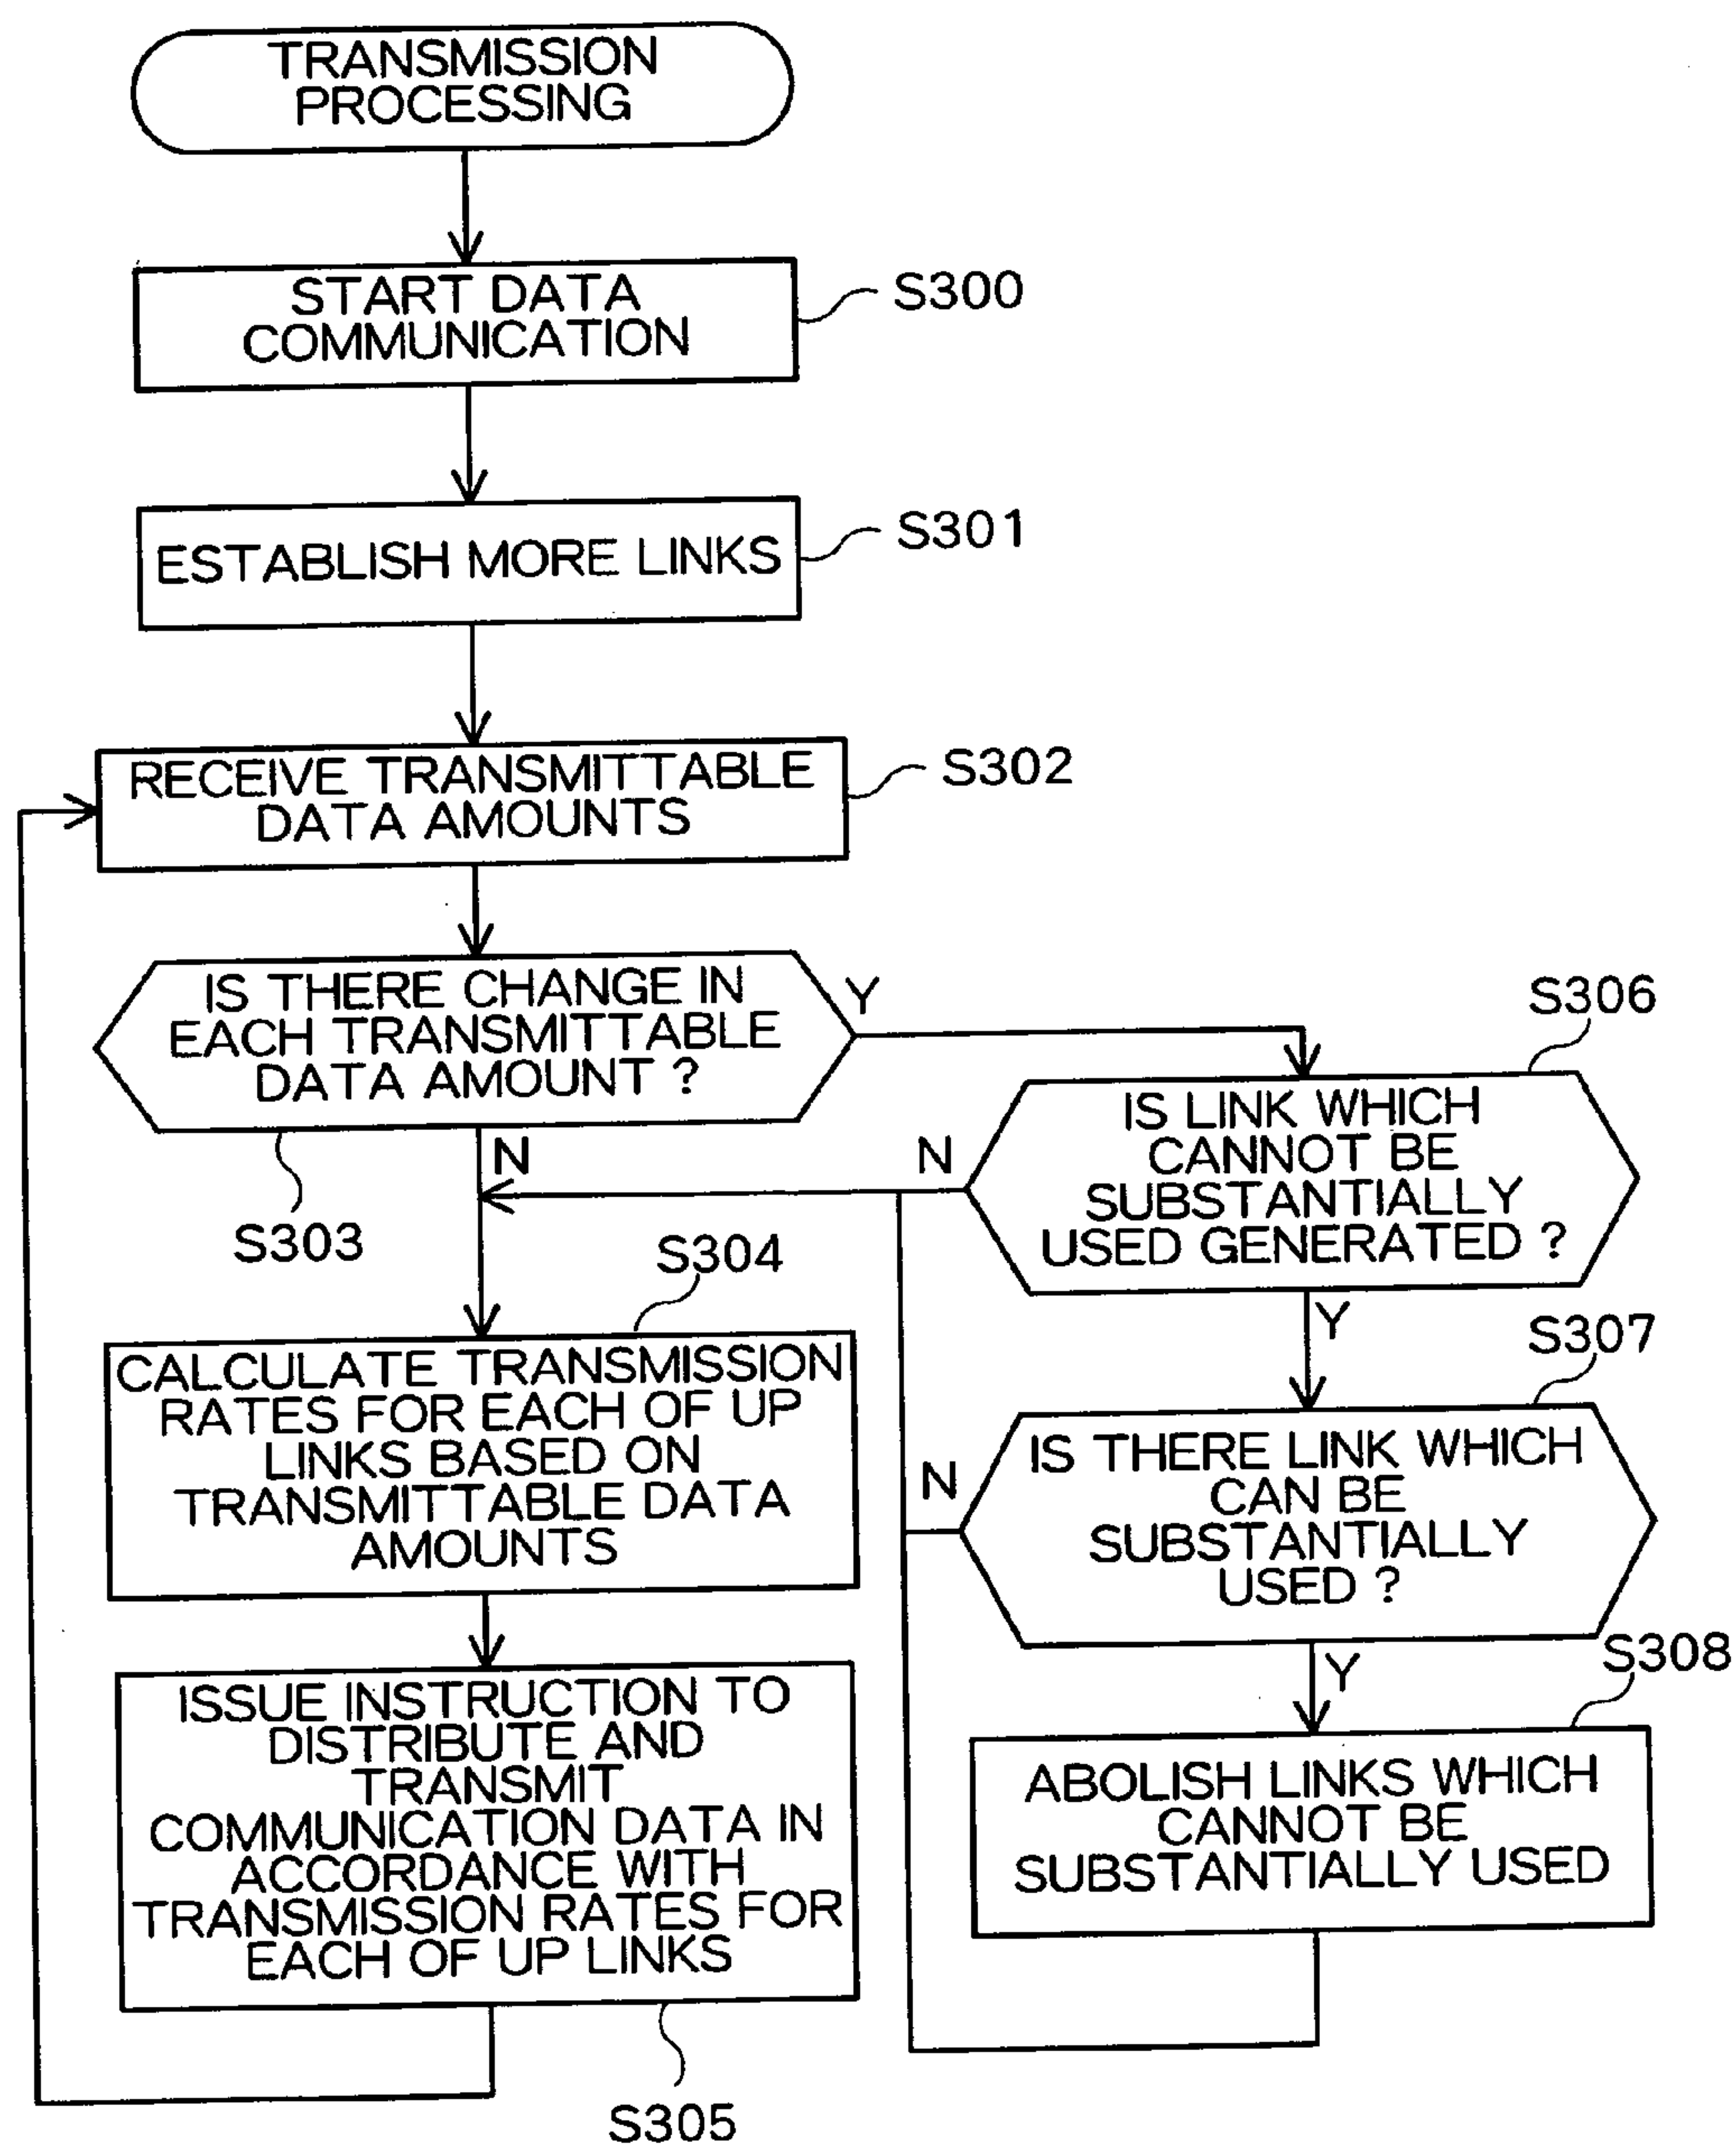 TRANSMISSION
PROCESSING
START DATA
COMMUNICATION
S300
ESTABLISH MORE LINKS
S301
RECEIVE TRANSMITTABLE
DATA AMOUNTS
S302
IS THERE CHANGE IN
EACH TRANSMITTABLE
DATA AMOUNT ?
Y
N
S303
S304
CALCULATE TRANSMISSION
RATES FOR EACH OF UP
LINKS BASED ON
TRANSMITTABLE DATA
AMOUNTS
ISSUE INSTRUCTION TO
DISTRIBUTE AND
TRANSMIT
COMMUNICATION DATA IN
ACCORDANCE WITH
TRANSMISSION RATES FOR
EACH OF UP LINKS
S305
S306
IS LINK WHICH
CANNOT BE
SUBSTANTIALLY
USED GENERATED ?
N
Y
S307
IS THERE LINK WHICH
CAN BE
SUBSTANTIALLY
USED ?
N
Y
S308
ABOLISH LINKS WHICH
CANNOT BE
SUBSTANTIALLY USED